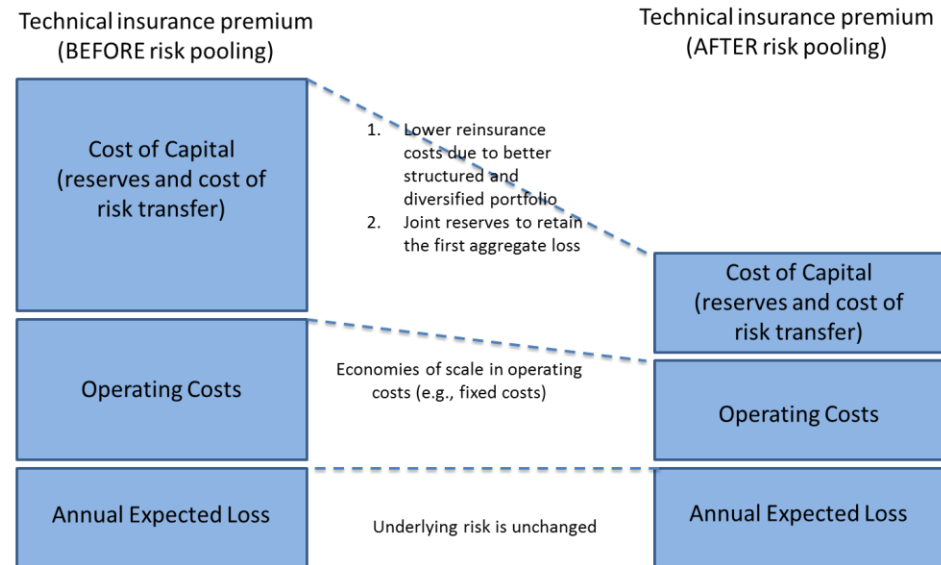 Technical insurance premium
(BEFORE risk pooling)
Technical insurance premium
(AFTER risk pooling)
Cost of Capital
(reserves and cost of
risk transfer)
1. Lower reinsurance
costs due to better
structured and
diversified portfolio
2. Joint reserves to retain
the first aggregate loss
Cost of Capital
(reserves and cost of
risk transfer)
Operating Costs
Economies of scale in operating
costs (e.g., fixed costs)
Operating Costs
Annual Expected Loss
Underlying risk is unchanged
Annual Expected Loss